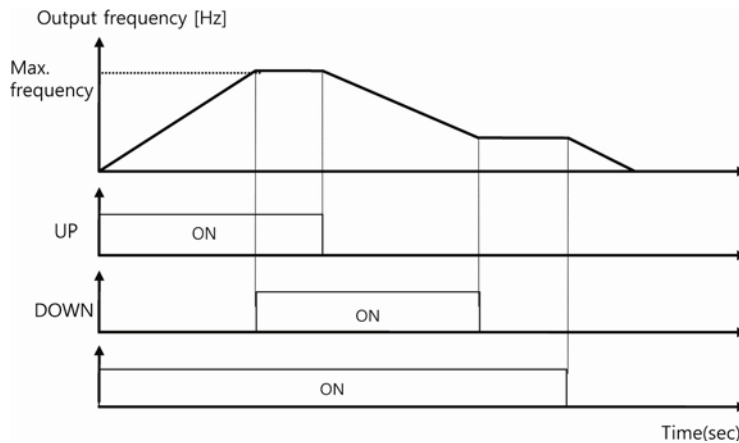 Output frequency [Hz]
Max.
frequency
UP
ON
DOWN
ON
ON
Time(sec)